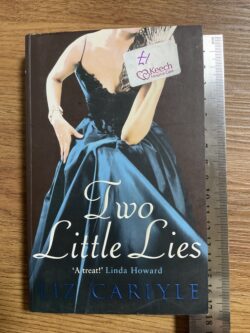 £1
Keech
Two
Little Lies
'A treat!' Linda Howard
LIZ CARLYLE